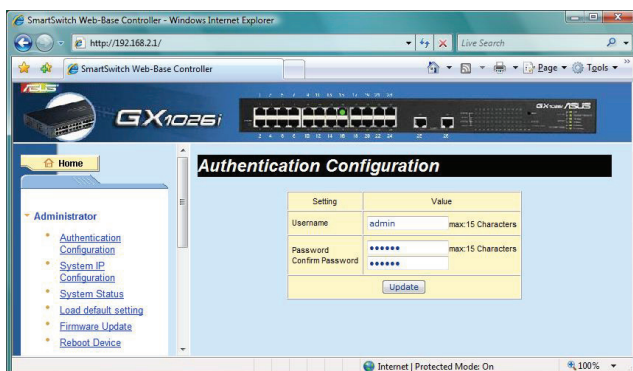 SmartSwitch Web-Base Controller - Windows Internet Explorer
http://192.168.2.1/
Live Search
SmartSwitch Web-Base Controller
Page
Tools
ASUS
GX1026i
ASUS
Home
Authentication Configuration
Administrator
Authentication
Configuration
System IP
Configuration
System Status
Load default setting
Firmware Update
Reboot Device
Setting Value
Username admin max:15 Characters
Password max:15 Characters
Confirm Password
Update
Internet | Protected Mode: On
100%